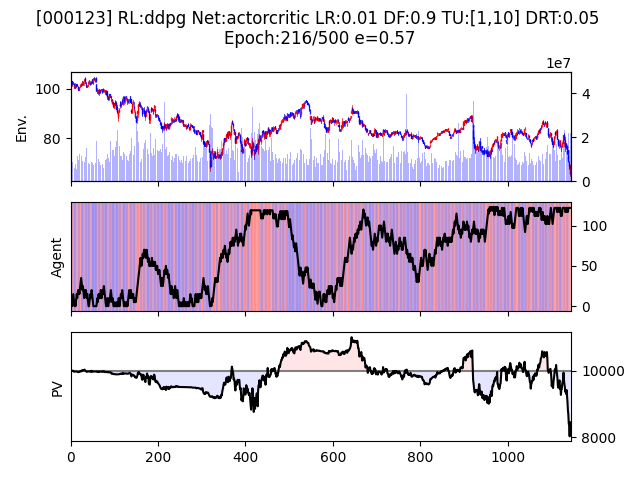 [000123] RL:ddpg Net:actorcritic LR:0.01 DF:0.9 TU:[1,10] DRT:0.05
Epoch:216/500 e=0.57
1e7
100
80
Env.
4
2
0
Agent
100
50
0
PV
10000
8000
0 200 400 600 800 1000